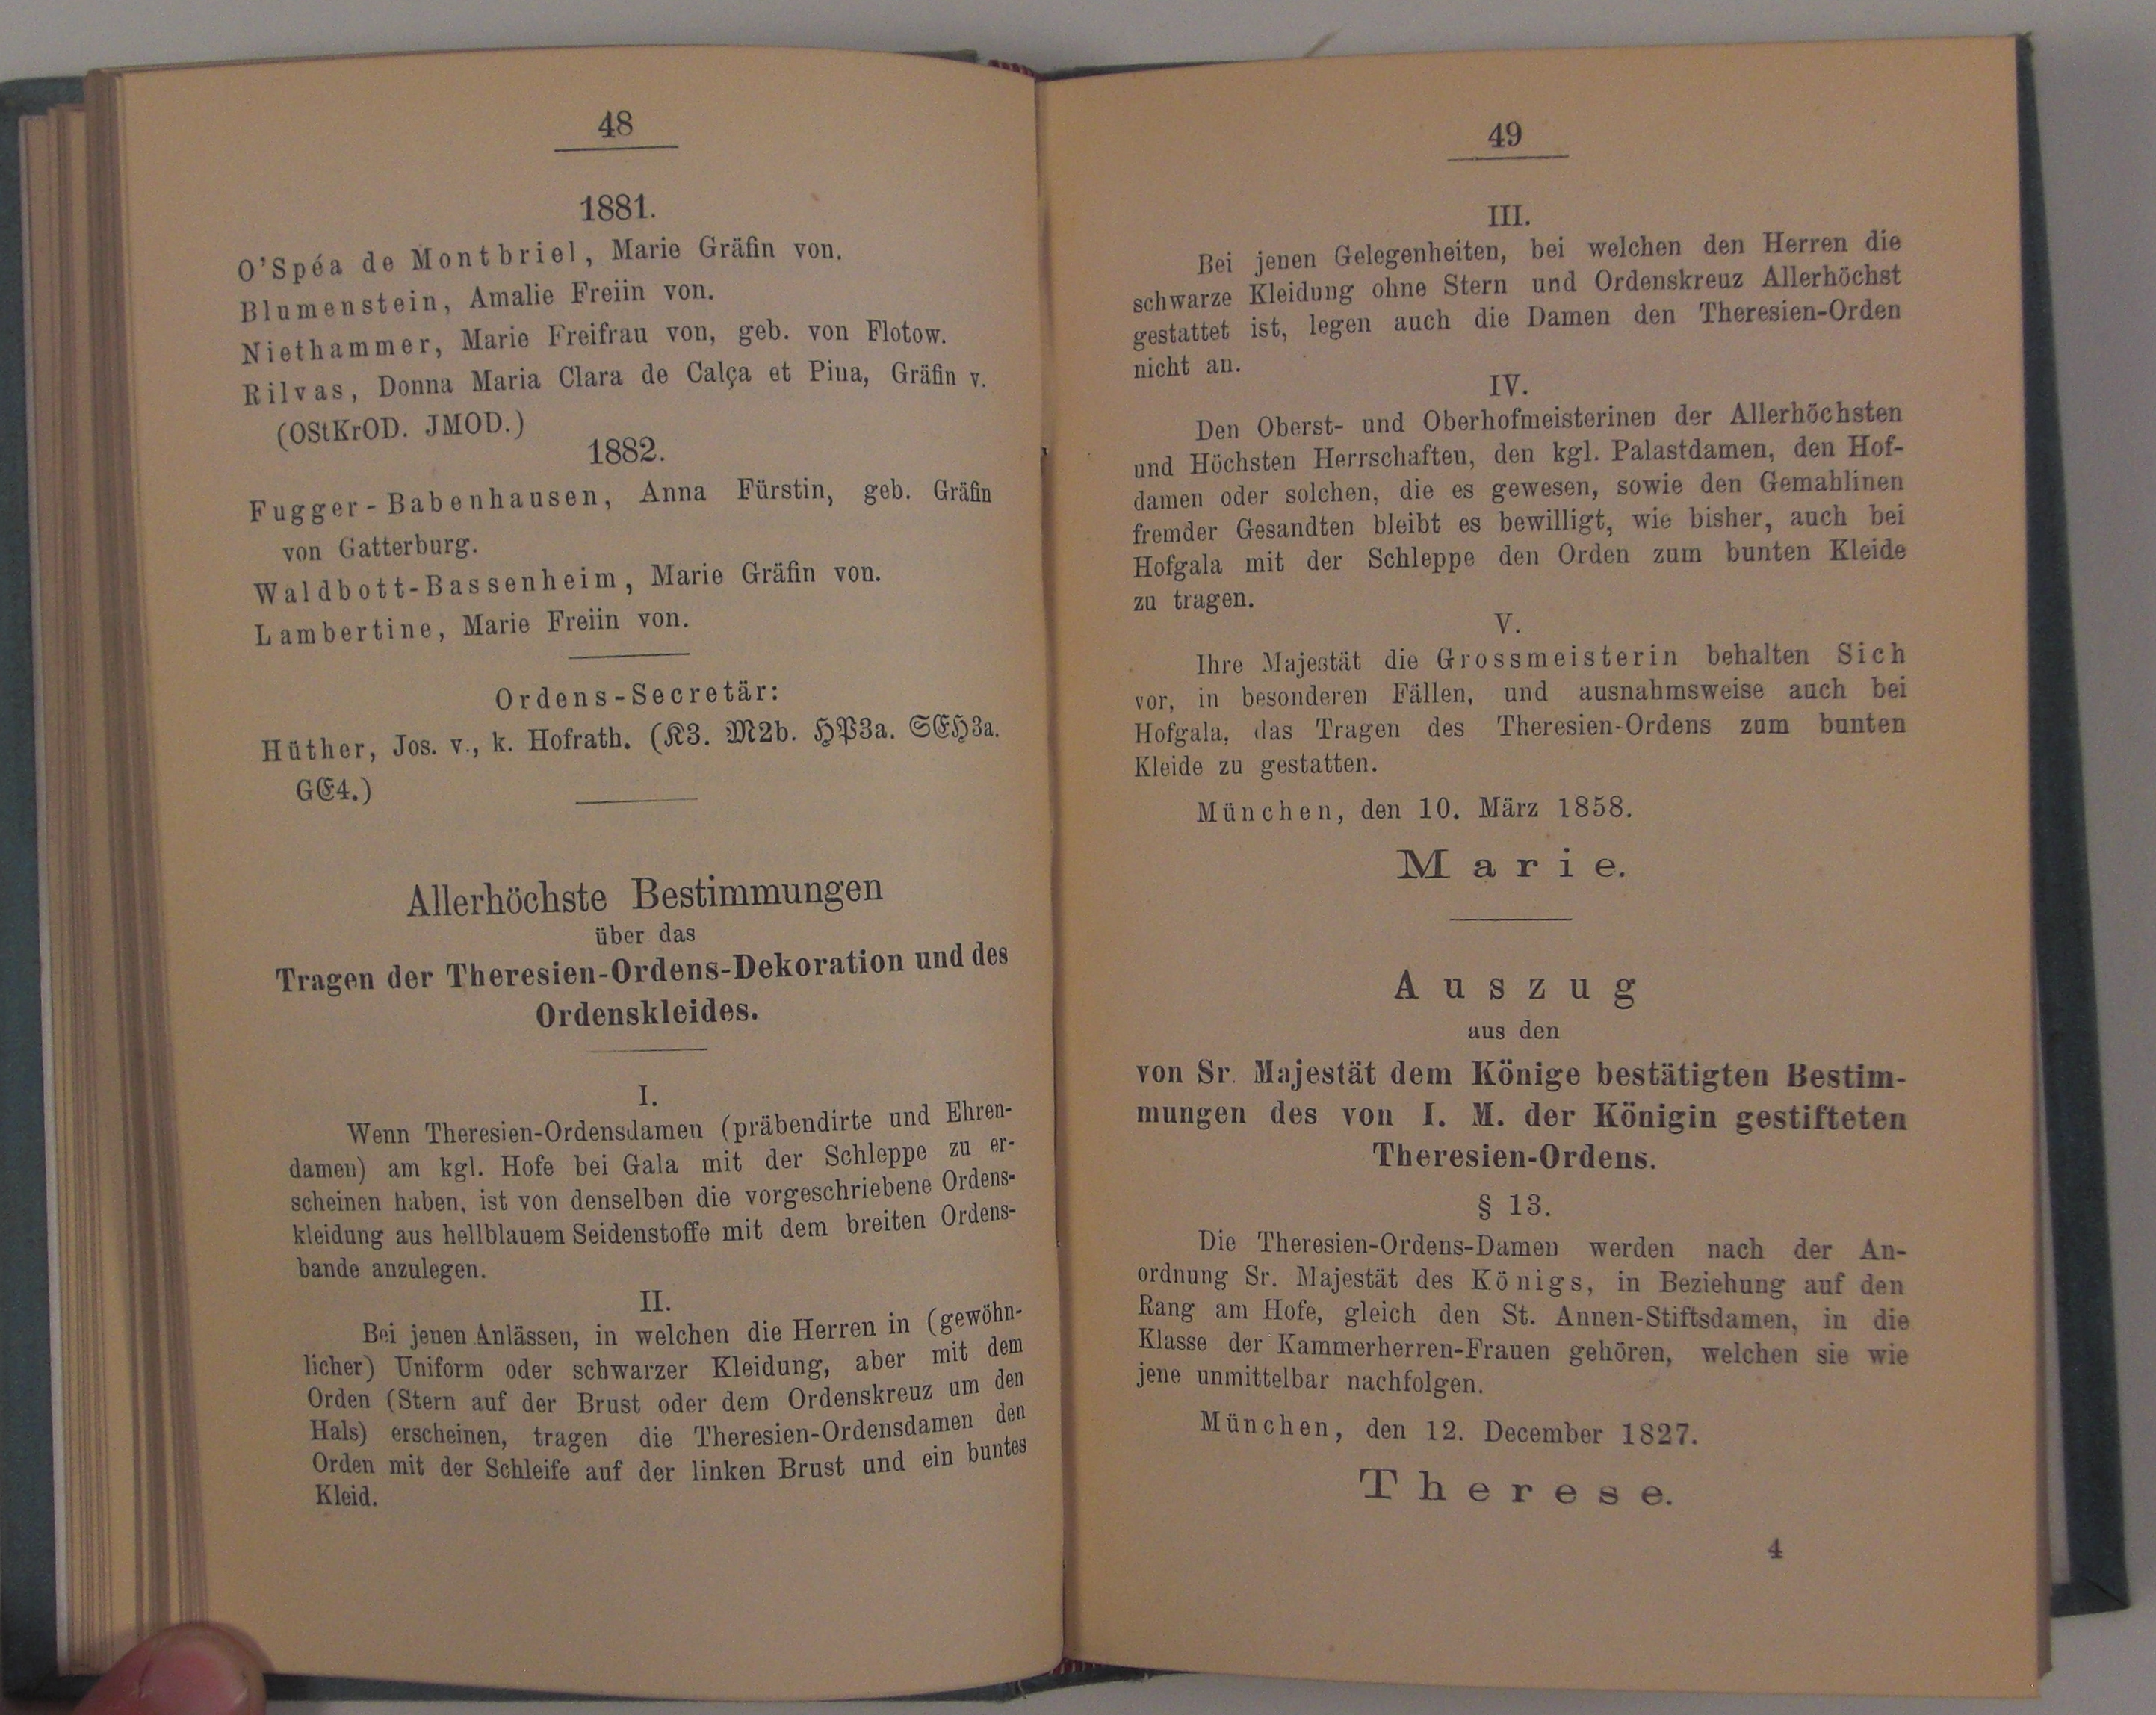 48
1881.
O'Spéa de Montbriel, Marie Gräfin von.
Blumenstein, Amalie Freiin von.
Niethammer, Marie Freifrau von, geb. von Flotow.
Rilvas, Donna Maria Clara de Calça et Pina, Gräfin v.
(OStKrOD. JMOD.)
1882.
Fugger-Babenhausen, Anna Fürstin, geb. Gräfin
von Gatterburg.
Waldbott-Bassenheim, Marie Gräfin von.
Lambertine, Marie Freiin von.
Ordens-Secretär:
Hüther, Jos. v., k. Hofrath. (K3. M2b. HP3a. SEH3a.
GE4.)
Allerhöchste Bestimmungen
über das
Tragen der Theresien-Ordens-Dekoration und des
Ordenskleides.
I.
Wenn Theresien-Ordensdamen (präbendirte und Ehren-
damen) am kgl. Hofe bei Gala mit der Schleppe zu er-
scheinen haben, ist von denselben die vorgeschriebene Ordens-
kleidung aus hellblauem Seidenstoffe mit dem breiten Ordens-
bande anzulegen.
II.
Bei jenen Anlässen, in welchen die Herren in (gewöhn-
licher) Uniform oder schwarzer Kleidung, aber mit dem
Orden (Stern auf der Brust oder dem Ordenskreuz um den
Hals) erscheinen, tragen die Theresien-Ordensdamen den
Orden mit der Schleife auf der linken Brust und ein buntes
Kleid.
49
III.
Bei jenen Gelegenheiten, bei welchen den Herren die
schwarze Kleidung ohne Stern und Ordenskreuz Allerhöchst
gestattet ist, legen auch die Damen den Theresien-Orden
nicht an.
IV.
Den Oberst- und Oberhofmeisterinen der Allerhöchsten
und Höchsten Herrschaften, den kgl. Palastdamen, den Hof-
damen oder solchen, die es gewesen, sowie den Gemahlinen
fremder Gesandten bleibt es bewilligt, wie bisher, auch bei
Hofgala mit der Schleppe den Orden zum bunten Kleide
zu tragen.
V.
Ihre Majestät die Grossmeisterin behalten Sich
vor, in besonderen Fällen, und ausnahmsweise auch bei
Hofgala, das Tragen des Theresien-Ordens zum bunten
Kleide zu gestatten.
München, den 10. März 1858.
Marie.
Auszug
aus den
von Sr. Majestät dem Könige bestätigten Bestim-
mungen des von I. M. der Königin gestifteten
Theresien-Ordens.
§ 13.
Die Theresien-Ordens-Damen werden nach der An-
ordnung Sr. Majestät des Königs, in Beziehung auf den
Rang am Hofe, gleich den St. Annen-Stiftsdamen, in die
Klasse der Kammerherren-Frauen gehören, welchen sie wie
jene unmittelbar nachfolgen.
München, den 12. December 1827.
Therese.
4